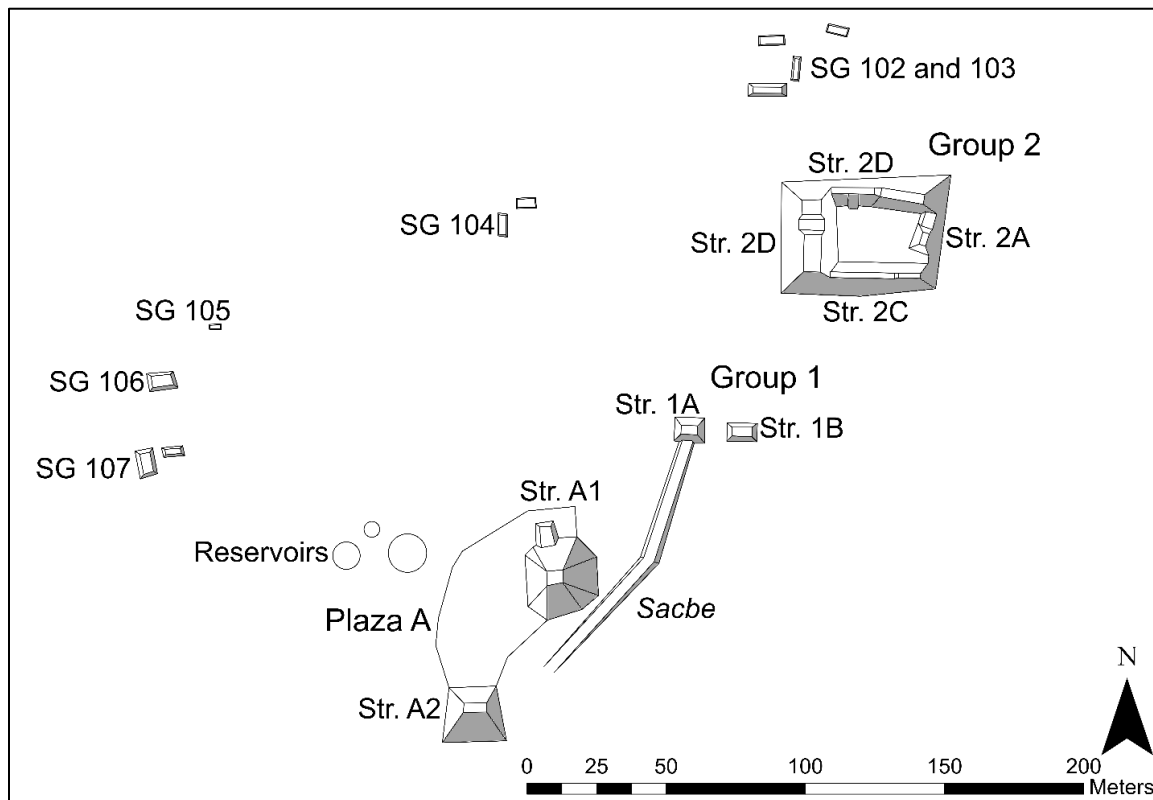 SG 102 and 103
Group 2
Str. 2D
SG 104
Str. 2D
Str. 2A
SG 105
Str. 2C
SG 106
Group 1
Str. 1A
Str. 1B
SG 107
Str. A1
Reservoirs
Sacbe
Plaza A
N
Str. A2
0 25 50 100 150 200
Meters